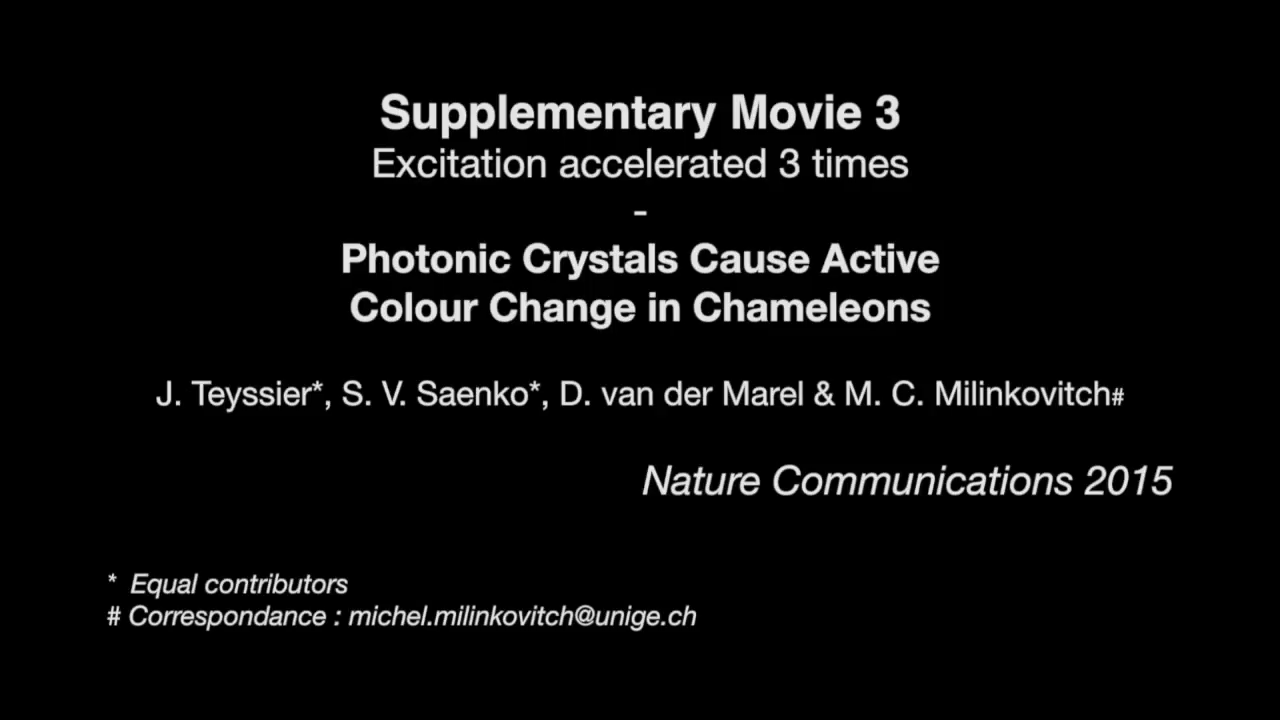 Supplementary Movie 3
Excitation accelerated 3 times
-
Photonic Crystals Cause Active
Colour Change in Chameleons
J. Teyssier*, S. V. Saenko*, D. van der Marel & M. C. Milinkovitch#
Nature Communications 2015
* Equal contributors
# Correspondance : michel.milinkovitch@unige.ch